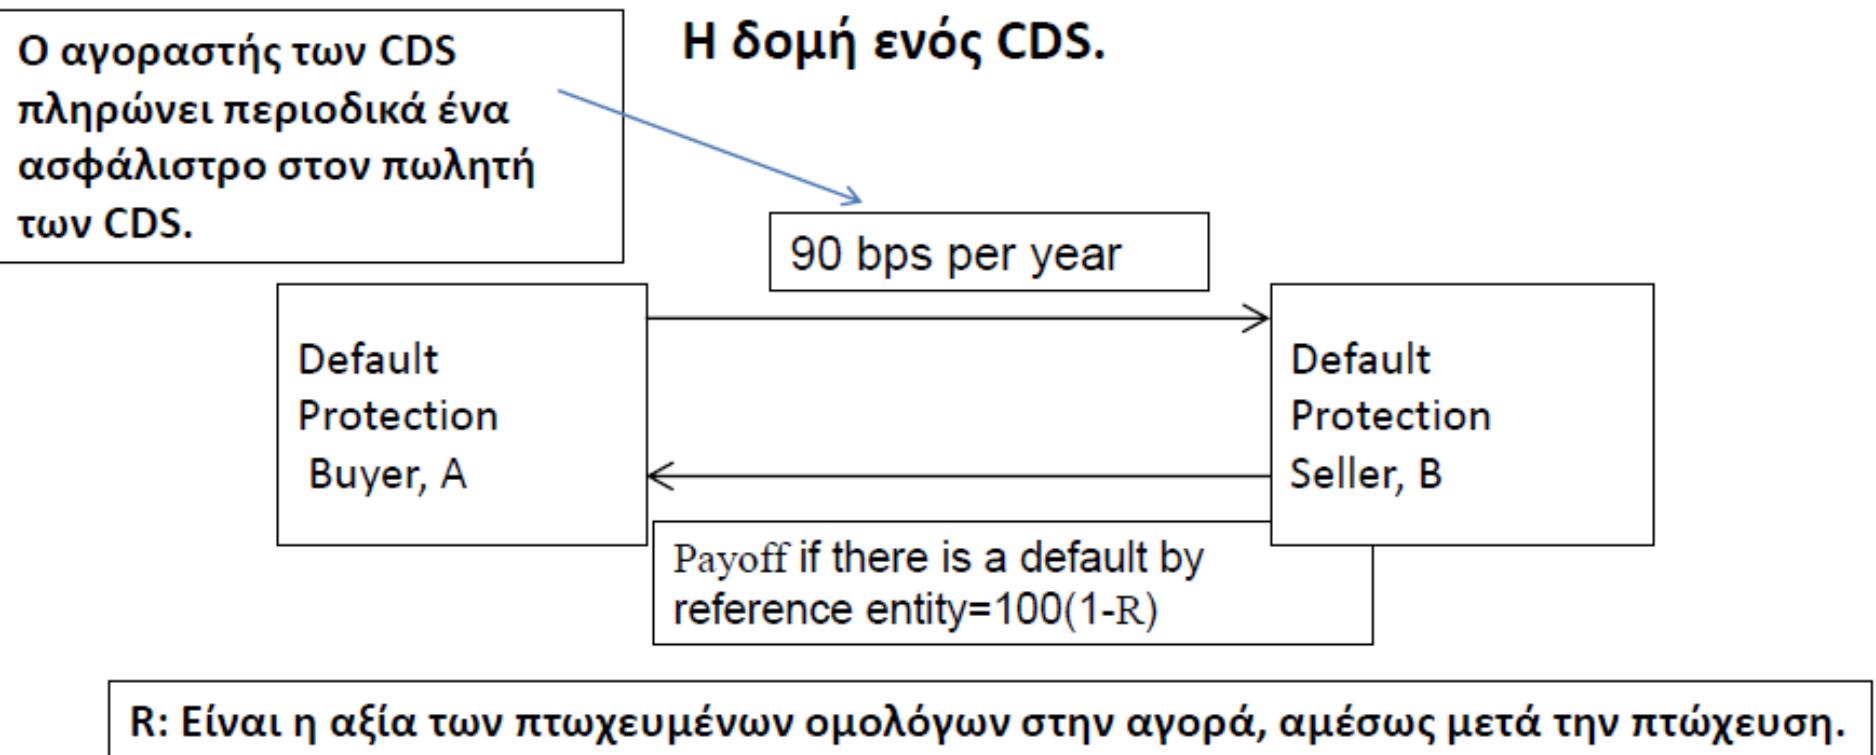 Ο αγοραστής των CDS
πληρώνει περιοδικά ένα
ασφάλιστρο στον πωλητή
των CDS.
Η δομή ενός CDS.
90 bps per year
Default
Protection
Buyer, A
Default
Protection
Seller, B
Payoff if there is a default by
reference entity=100(1-R)
R: Είναι η αξία των πτωχευμένων ομολόγων στην αγορά, αμέσως μετά την πτώχευση.